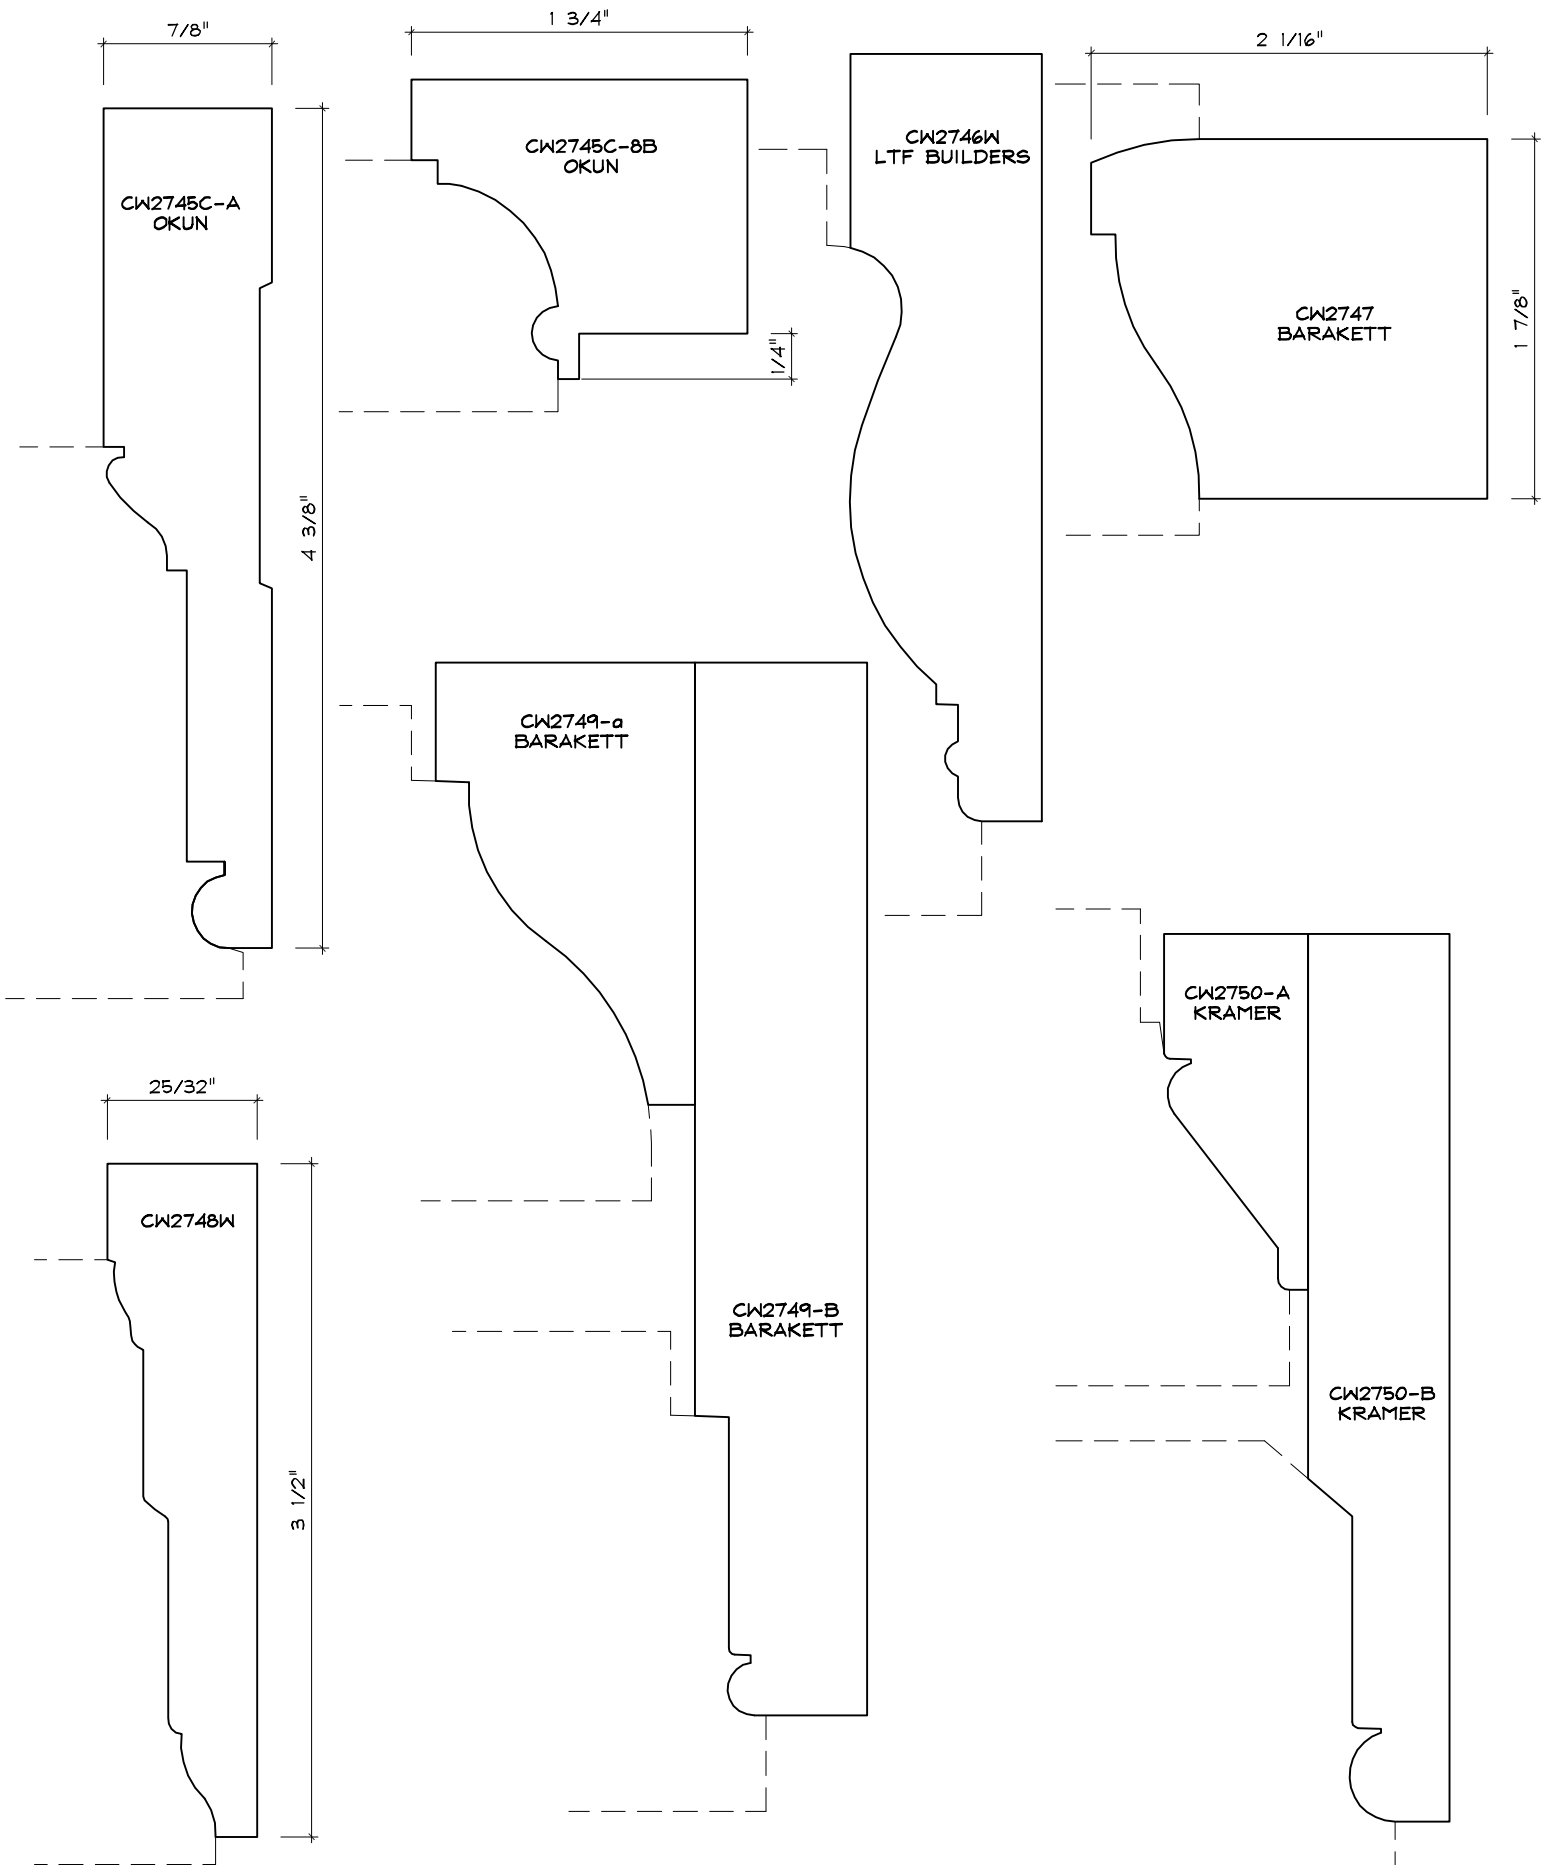 7/8"
1 3/4"
2 1/16"
CW2745C-A
OKUN
CW2745C-8B
OKUN
CW2746W
LTF BUILDERS
CW2747
BARAKETT
1/4"
1 7/8"
4 3/8"
CW2749-a
BARAKETT
CW2750-A
KRAMER
25/32"
CW2748W
CW2749-B
BARAKETT
CW2750-B
KRAMER
3 1/2"